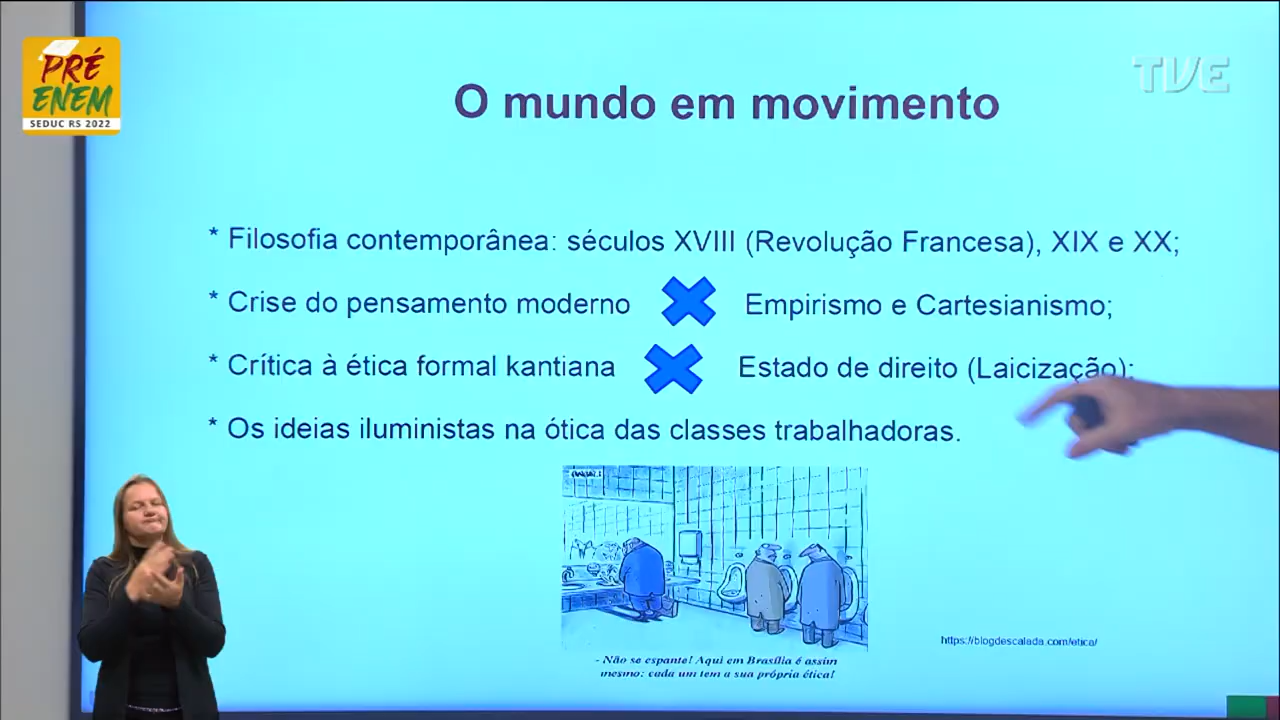 PRÉ
ENEM
SEDUC RS 2022
TVE
O mundo em movimento
* Filosofia contemporânea: séculos XVIII (Revolução Francesa), XIX e XX;
* Crise do pensamento moderno Empirismo e Cartesianismo;
* Crítica à ética formal kantiana Estado de direito (Laicização);
* Os ideias iluministas na ótica das classes trabalhadoras.
https://blogdescalada.com/etica/
- Não se espante! Aqui em Brasília é assim
mesmo: cada um tem a sua própria ética!